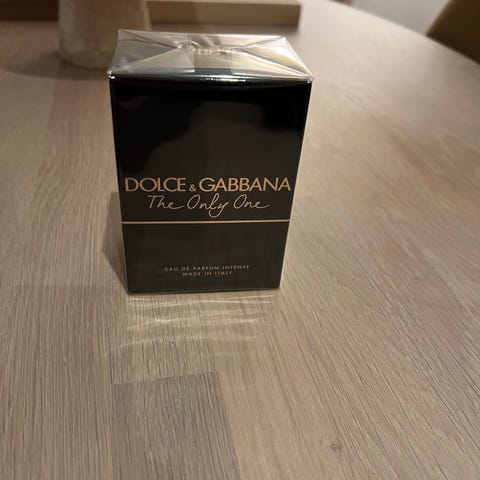 DOLCE & GABBANA
The Only One
EAU DE PARFUM INTENSE
MADE IN ITALY